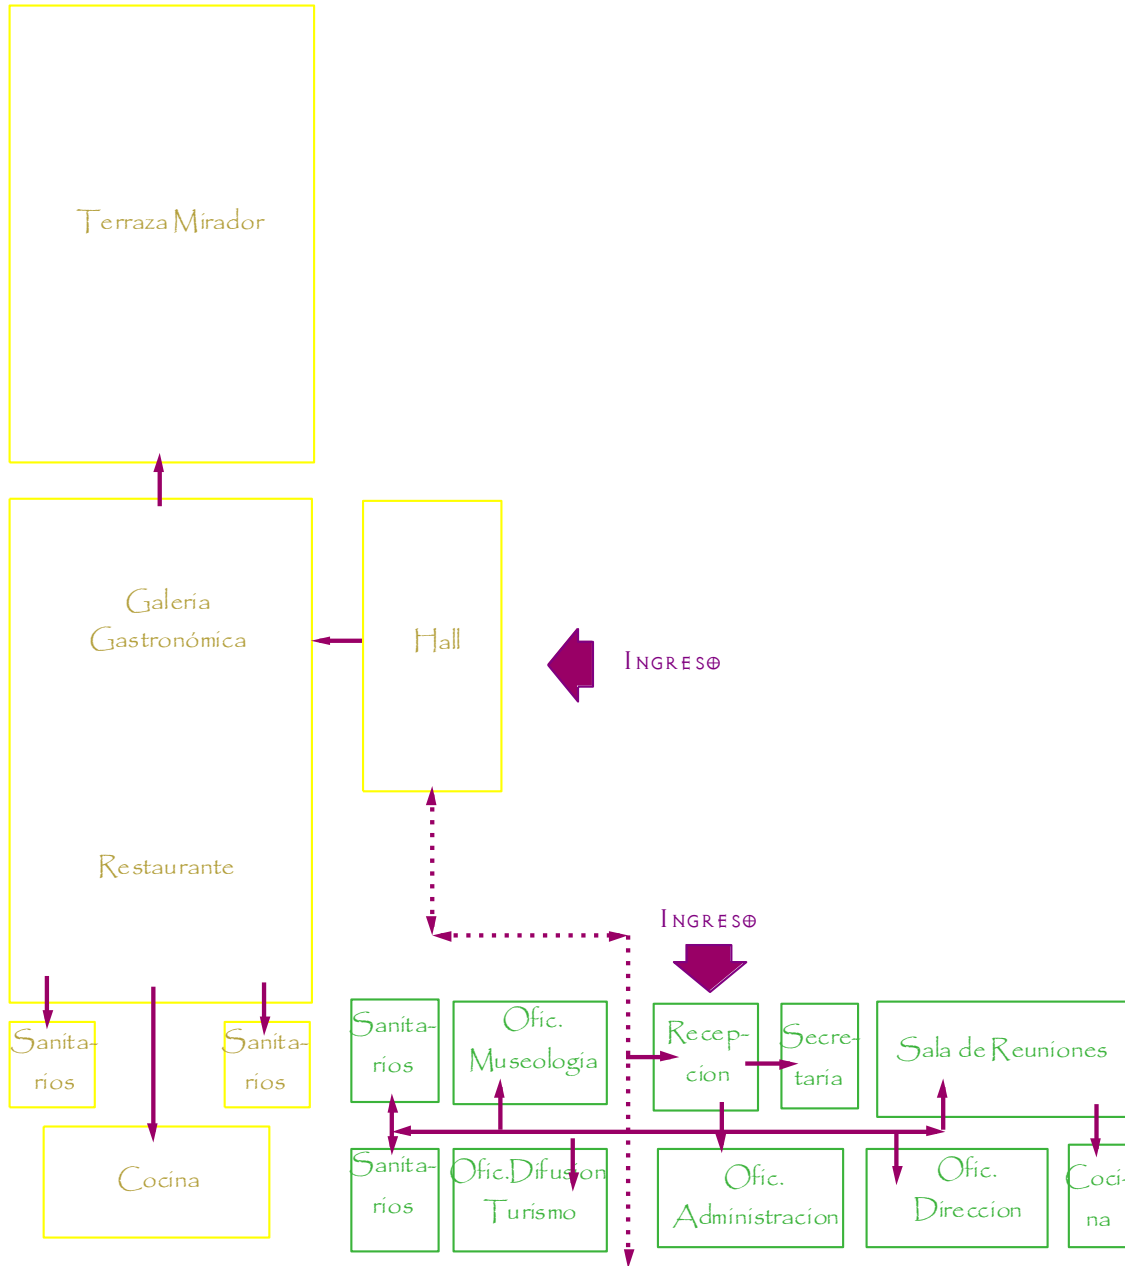 Terraza Mirador
Galeria
Gastronómica
Hall
INGRESO
Restaurante
INGRESO
Sanita-
rios
Sanita-
rios
Cocina
Sanita-
rios
Ofic.
Museologia
Recep-
cion
Secre-
taria
Sala de Reuniones
Sanita-
rios
Ofic.Difusion
Turismo
Ofic.
Administracion
Ofic.
Direccion
Coci-
na